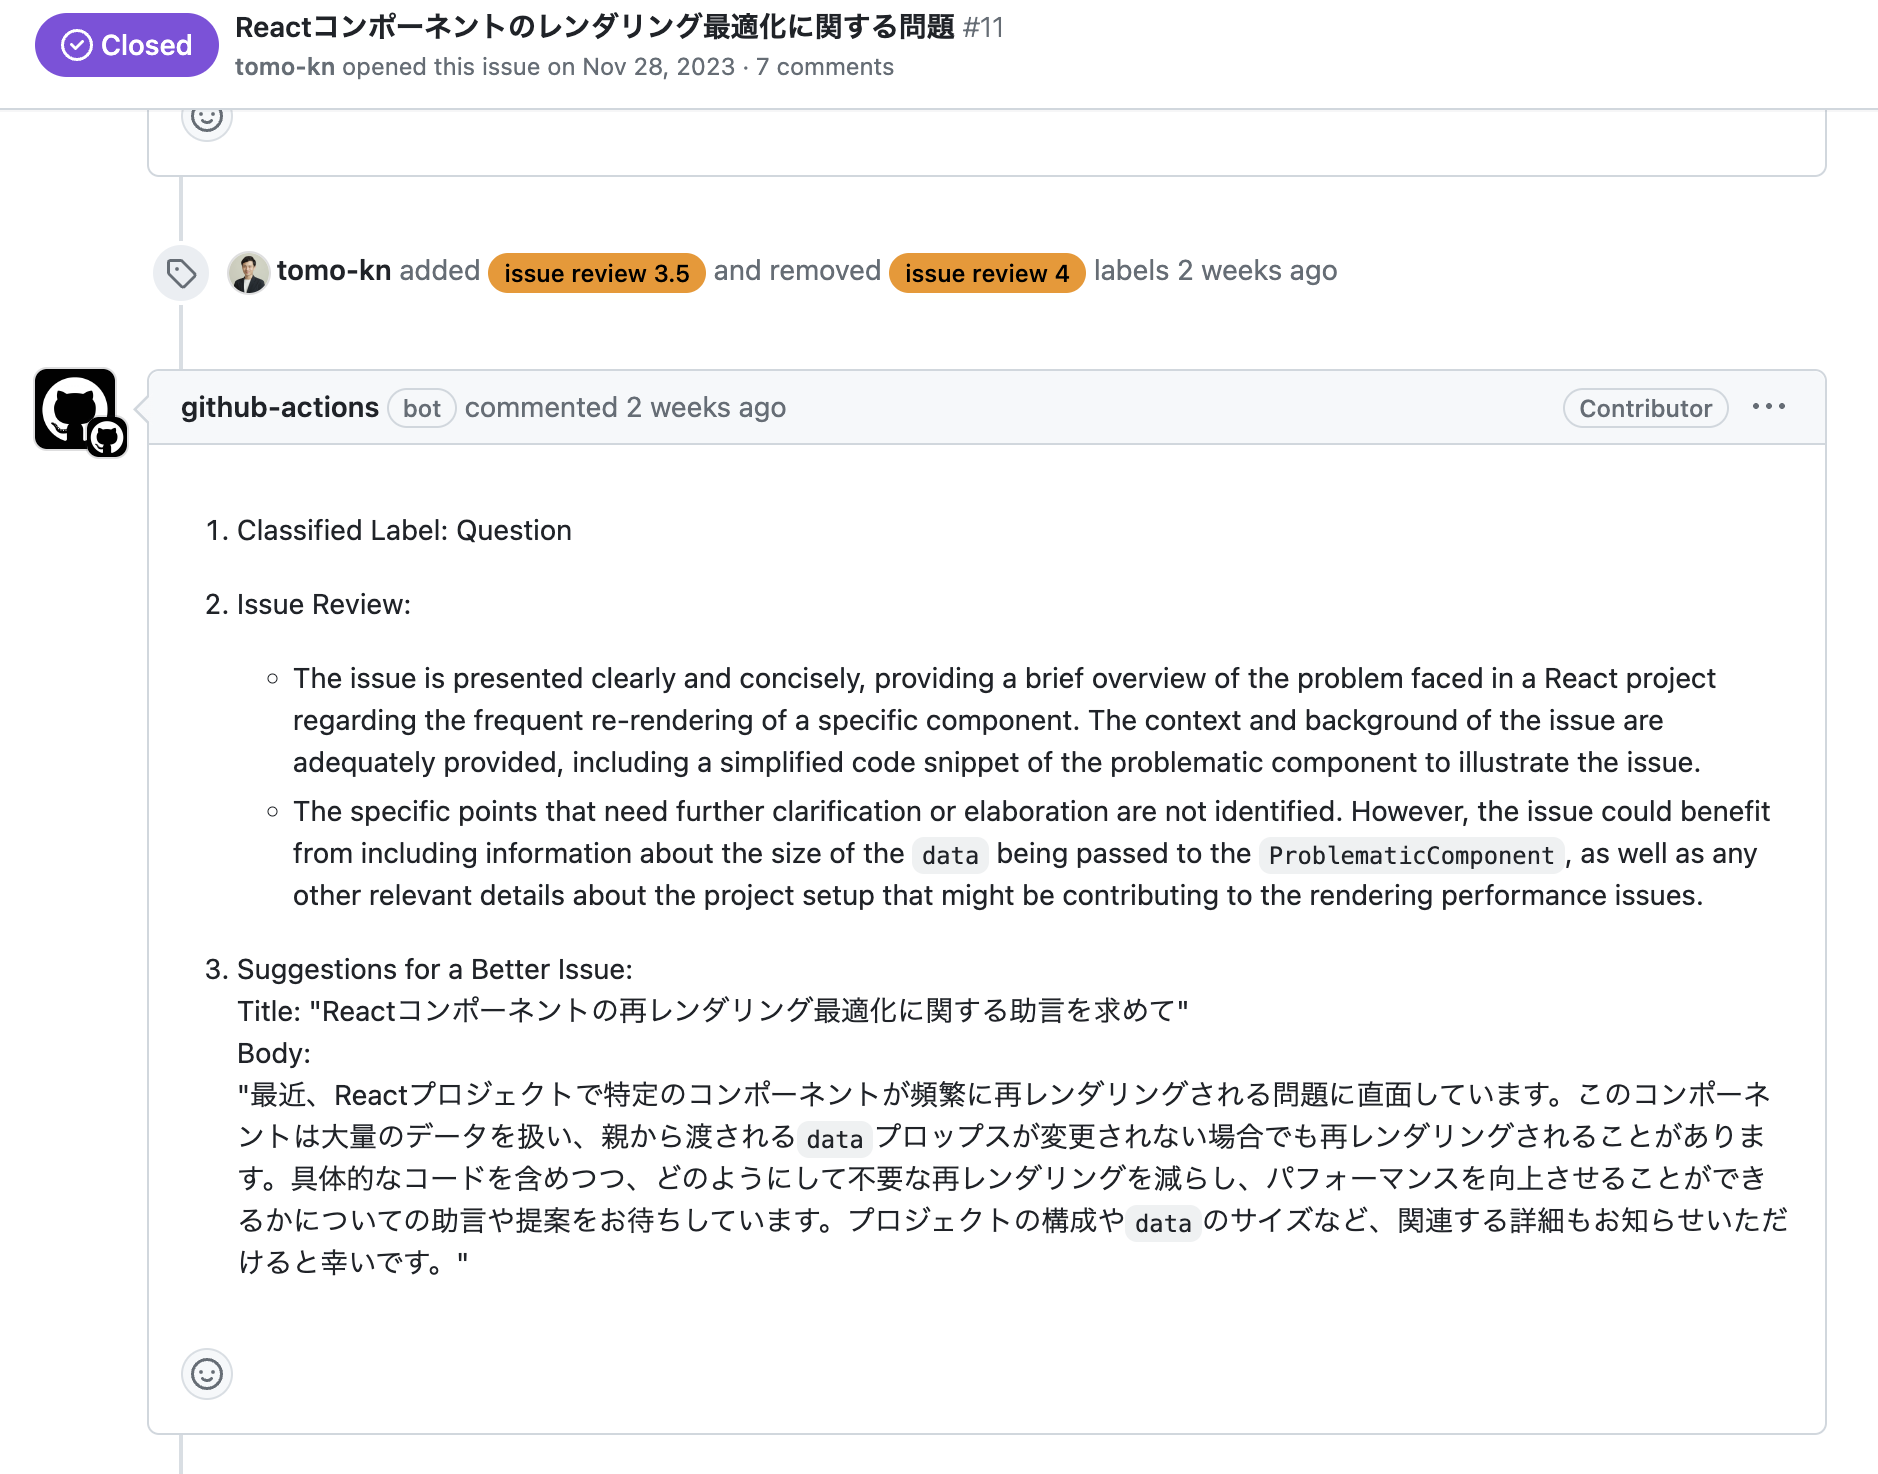 Closed
Reactコンポーネントのレンダリング最適化に関する問題 #11
tomo-kn opened this issue on Nov 28, 2023 · 7 comments
tomo-kn added issue review 3.5 and removed issue review 4 labels 2 weeks ago
github-actions bot commented 2 weeks ago Contributor ···
1. Classified Label: Question
2. Issue Review:
○ The issue is presented clearly and concisely, providing a brief overview of the problem faced in a React project
regarding the frequent re-rendering of a specific component. The context and background of the issue are
adequately provided, including a simplified code snippet of the problematic component to illustrate the issue.
○ The specific points that need further clarification or elaboration are not identified. However, the issue could benefit
from including information about the size of the data being passed to the ProblematicComponent, as well as any
other relevant details about the project setup that might be contributing to the rendering performance issues.
3. Suggestions for a Better Issue:
Title: "Reactコンポーネントの再レンダリング最適化に関する助言を求めて"
Body:
"最近、Reactプロジェクトで特定のコンポーネントが頻繁に再レンダリングされる問題に直面しています。このコンポーネ
ントは大量のデータを扱い、親から渡される data プロップスが変更されない場合でも再レンダリングされることがありま
す。具体的なコードを含めつつ、どのようにして不要な再レンダリングを減らし、パフォーマンスを向上させることができ
るかについての助言や提案をお待ちしています。プロジェクトの構成や data のサイズなど、関連する詳細もお知らせいただ
けると幸いです。"